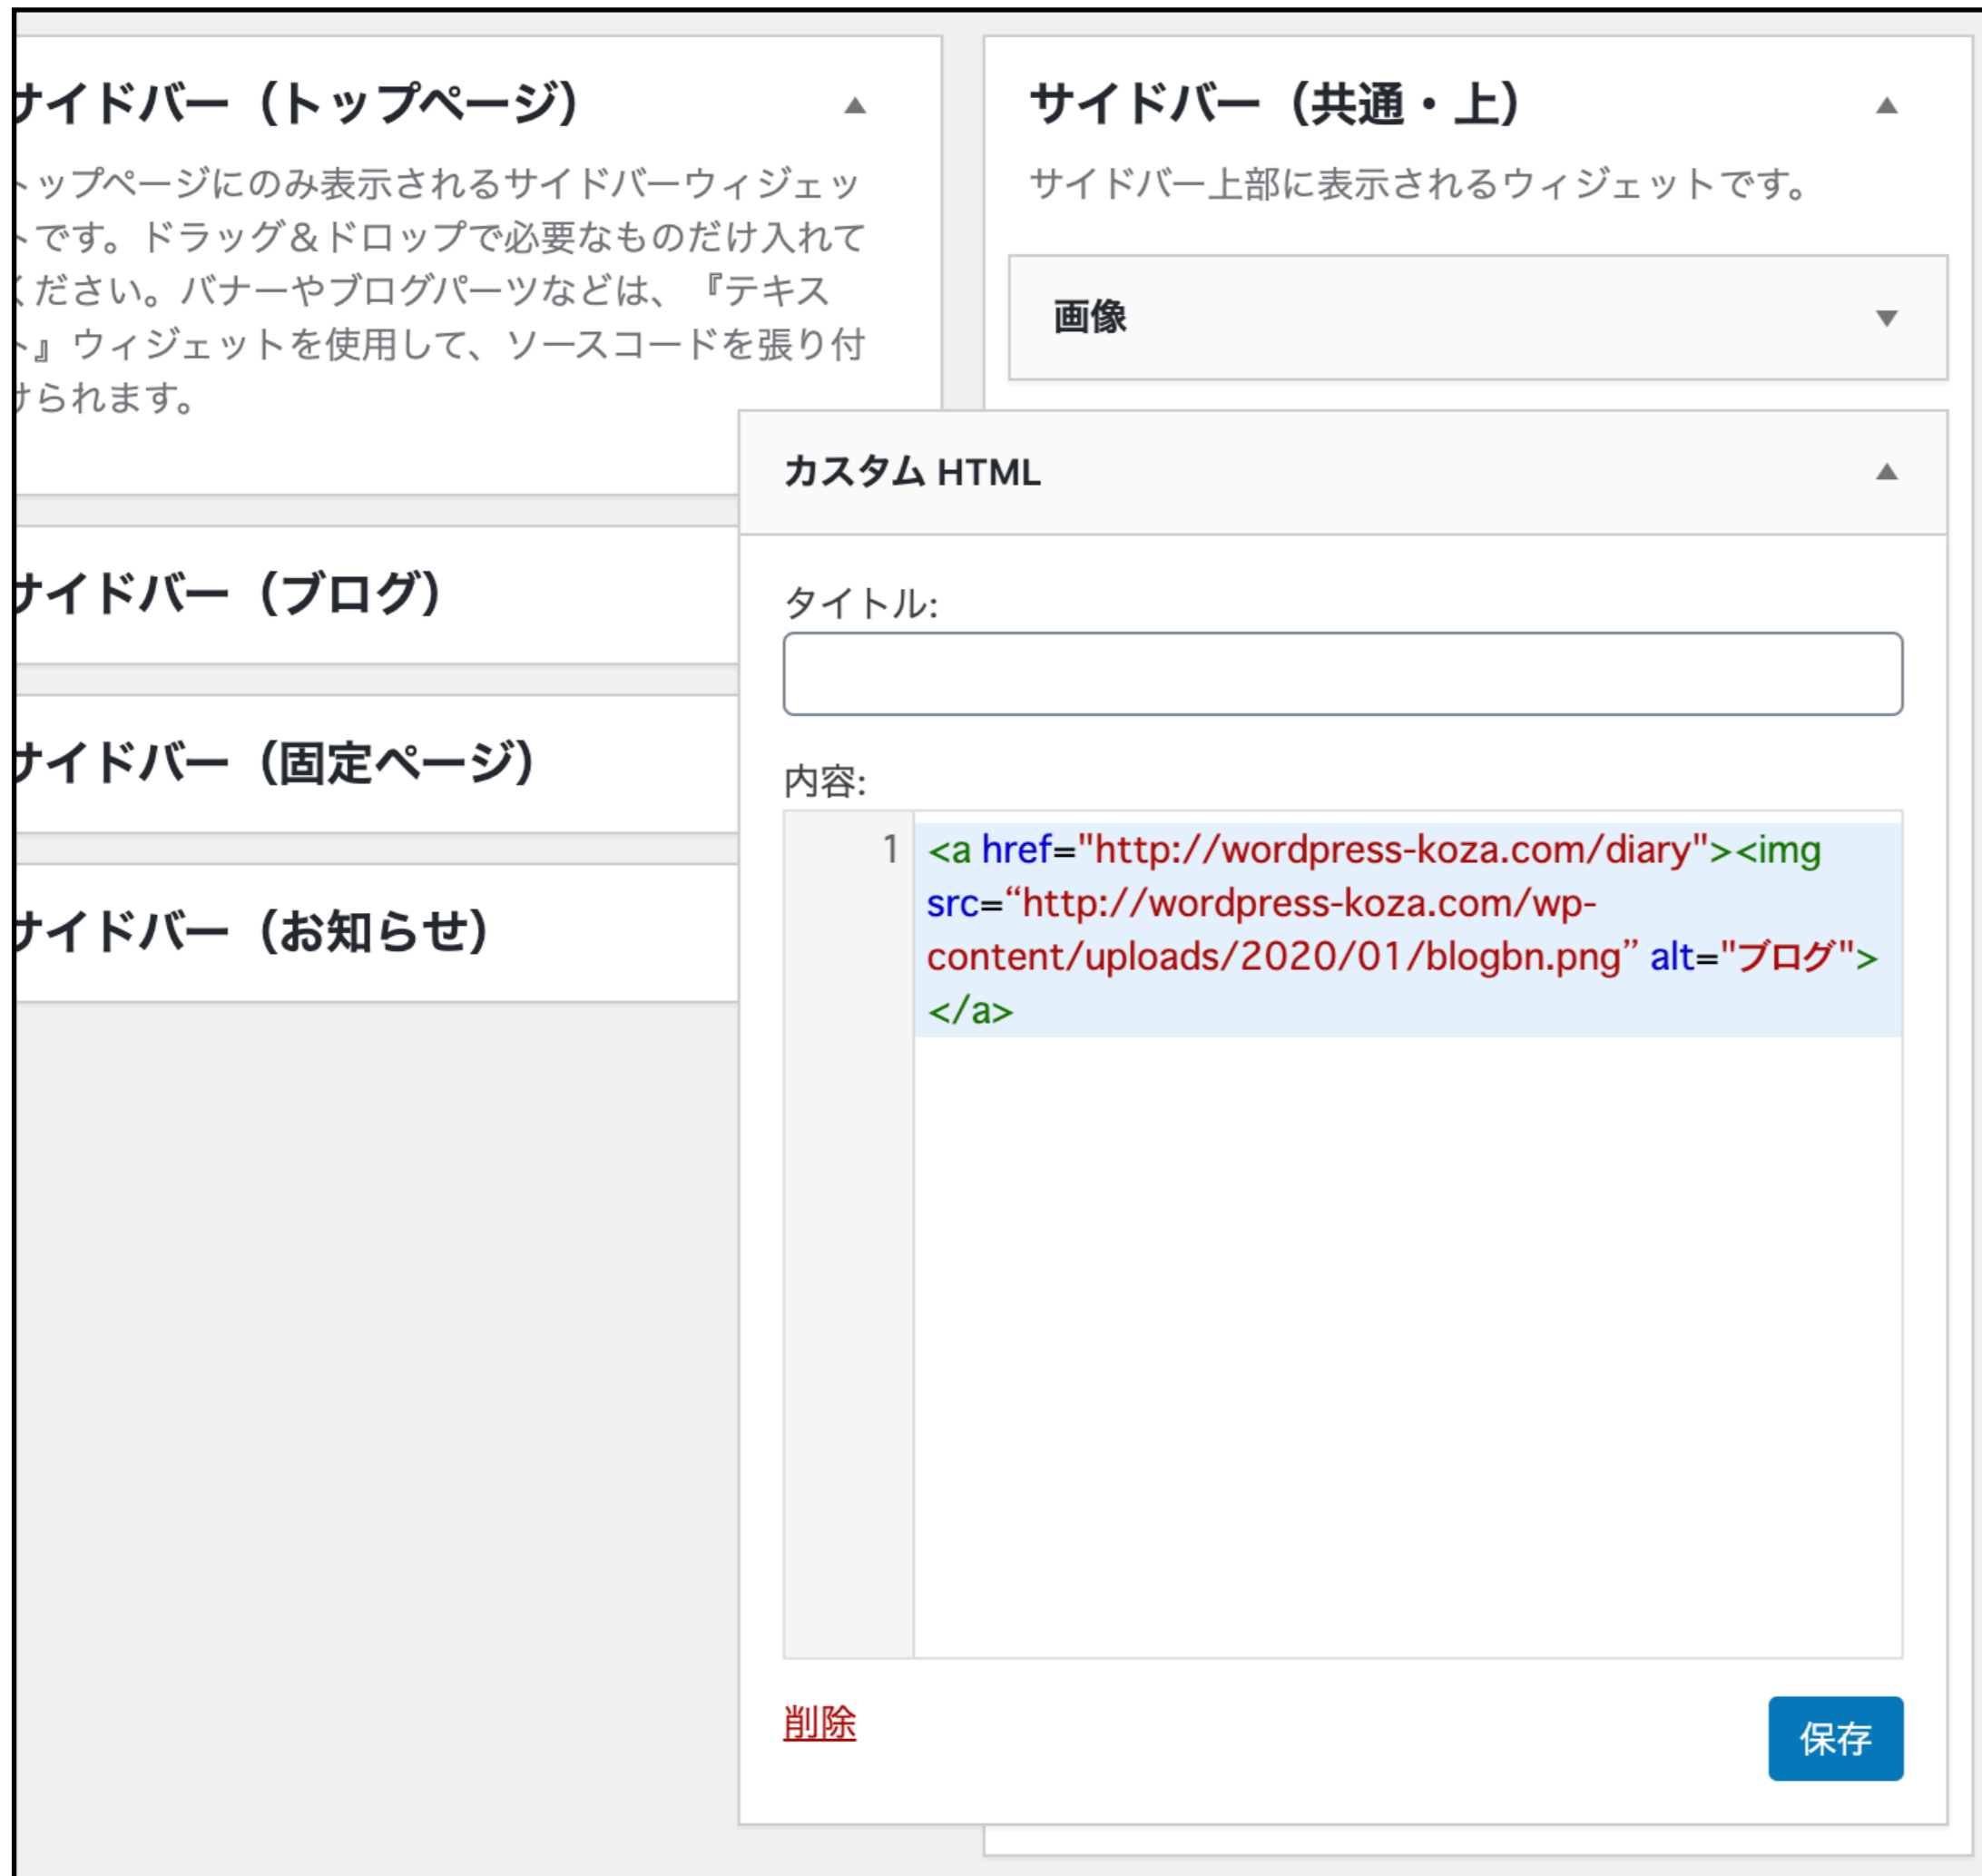 サイドバー（トップページ）
トップページにのみ表示されるサイドバーウィジェッ
トです。ドラッグ＆ドロップで必要なものだけ入れて
ください。バナーやブログパーツなどは、『テキス
ト』ウィジェットを使用して、ソースコードを張り付
けられます。
サイドバー（ブログ）
サイドバー（固定ページ）
サイドバー（お知らせ）
サイドバー（共通・上）
サイドバー上部に表示されるウィジェットです。
画像
カスタム HTML
タイトル:
内容:
1 <a href="http://wordpress-koza.com/diary"><img
src=“http://wordpress-koza.com/wp-
content/uploads/2020/01/blogbn.png” alt="ブログ">
</a>
削除
保存